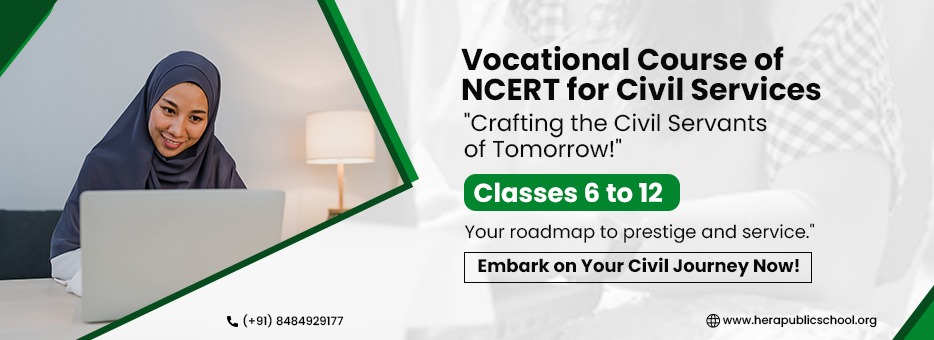 Vocational Course of
NCERT for Civil Services
"Crafting the Civil Servants
of Tomorrow!"
Classes 6 to 12
Your roadmap to prestige and service."
Embark on Your Civil Journey Now!
(+91) 8484929177
www.herapublicschool.org